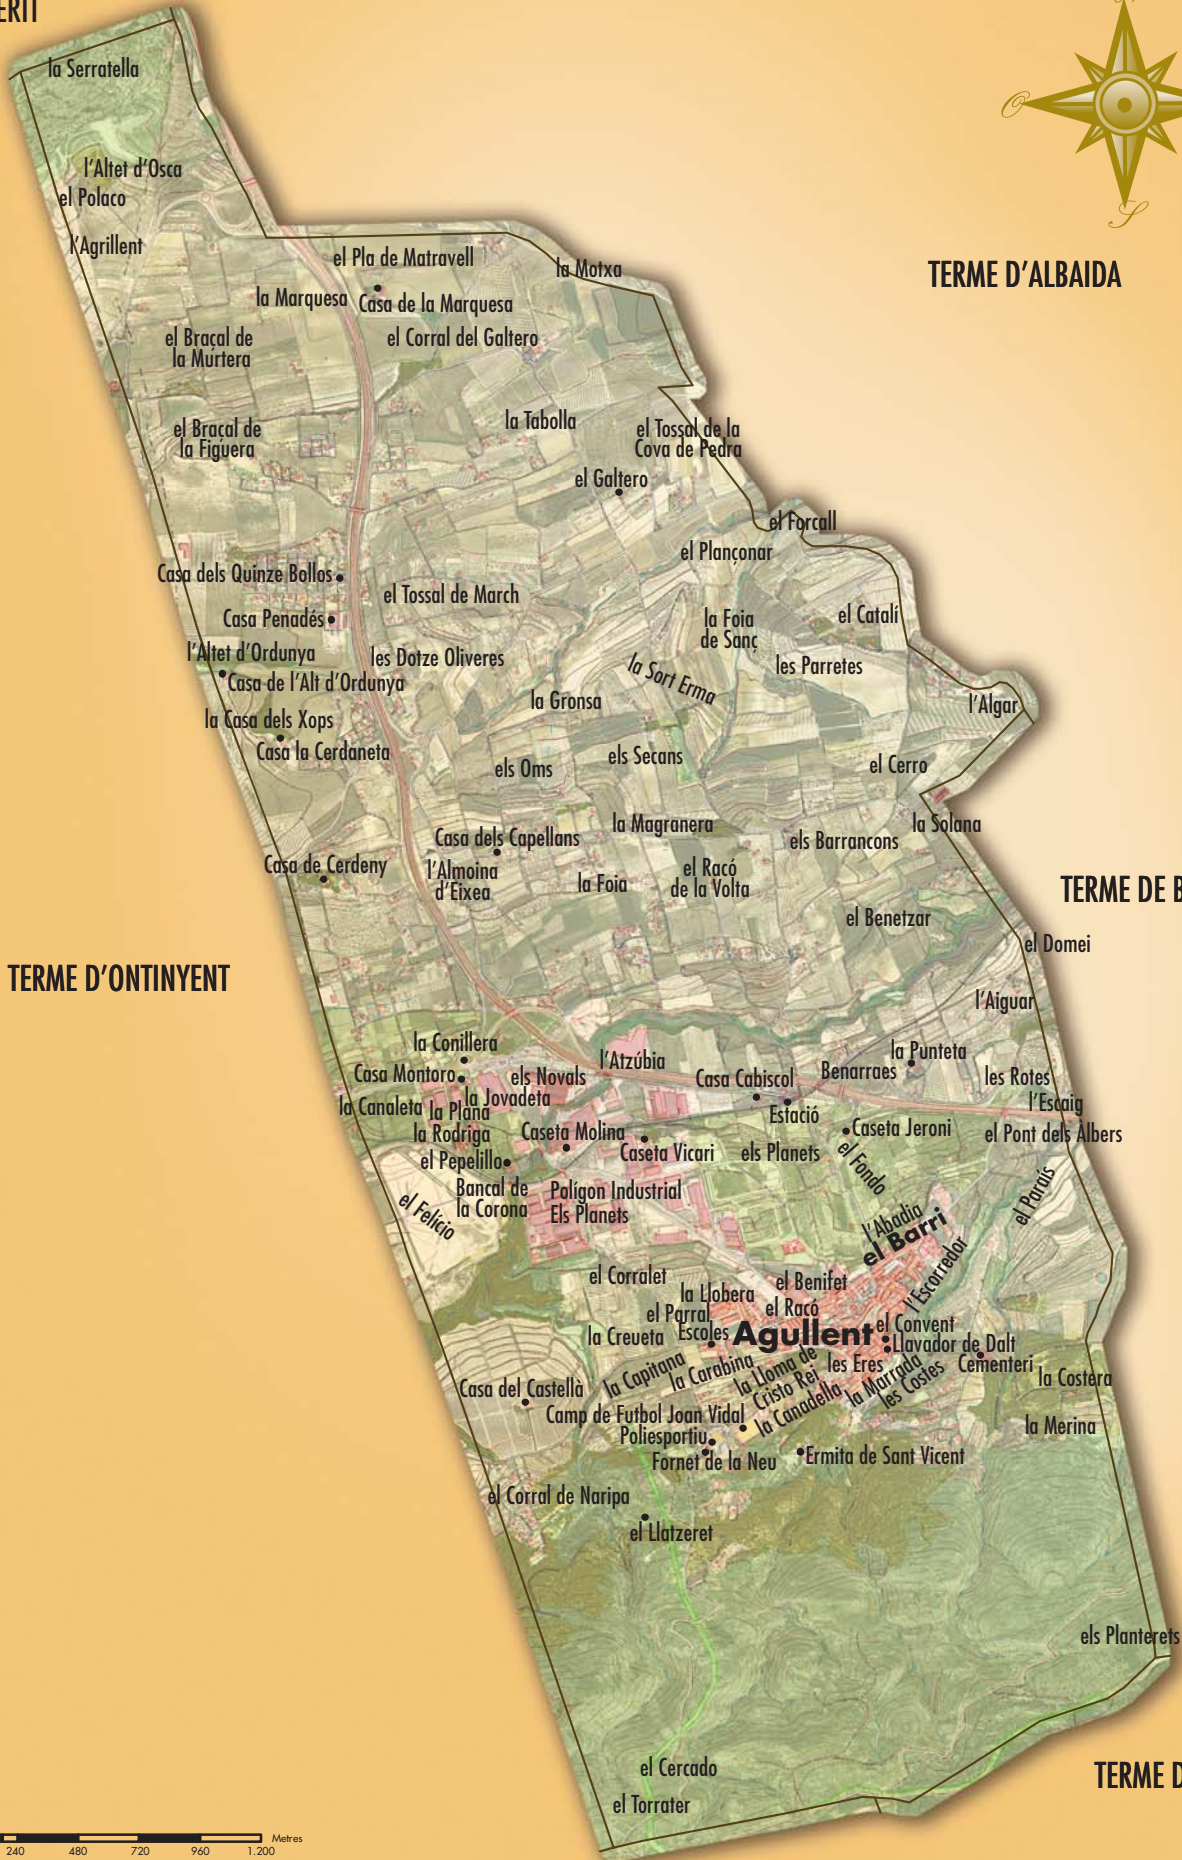 la Serratella
O
S
l'Altet d'Osca
el Polaco
l'Agrillent
el Pla de Matravell
la Motxa
TERME D'ALBAIDA
la Marquesa
Casa de la Marquesa
el Braçal de
la Murtera
el Corral del Galtero
la Tabolla
el Braçal de
la Figuera
el Tossal de la
Cova de Pedra
el Galtero
el Forcall
el Plançonar
Casa dels Quinze Bollos
el Tossal de March
Casa Penadés
la Foia
de Sanç
el Catalí
l'Altet d'Ordunya
les Dotze Oliveres
la Sort Erma
les Parretes
Casa de l'Alt d'Ordunya
la Gronsa
l'Algar
la Casa dels Xops
Casa la Cerdaneta
els Oms
els Secans
el Cerro
la Magranera
la Solana
Casa dels Capellans
els Barrancons
Casa de Cerdeny
l'Almoina
d'Eixea
la Foia
el Racó
de la Volta
TERME DE B
el Benetzar
el Domei
TERME D'ONTINYENT
l'Aiguar
la Conillera
l'Atzúbia
la Punteta
Casa Montoro
els Novals
Casa Cabiscol
Benarraes
les Rotes
la Canaleta
la Plana
la Jovadeta
Estació
l'Escaig
la Rodriga
Caseta Molina
Caseta Vicari
els Planets
Caseta Jeroni
el Pont dels Àlbers
el Pepelillo
el Fondo
Bancal de
la Corona
Polígon Industrial
Els Planets
el Felício
el Paraís
l'Abadia
el Barri
l'Escorredor
el Corralet
la Llobera
el Benifet
el Parral
el Racó
la Creueta
Escoles
Agullent
el Convent
Llavador de Dalt
la Capitana
la Carabina
la Lloma de
Cristo Rei
les Eres
la Marrada
les Costes
Cementeri
la Costera
Casa del Castellà
la Canadella
Camp de Futbol Joan Vidal
la Merina
Poliesportiu
Fornet de la Neu
Ermita de Sant Vicent
el Corral de Naripa
el Llatzeret
els Planterets
el Cercado
TERME D
el Torrater
Metres
240 480 720 960 1.200